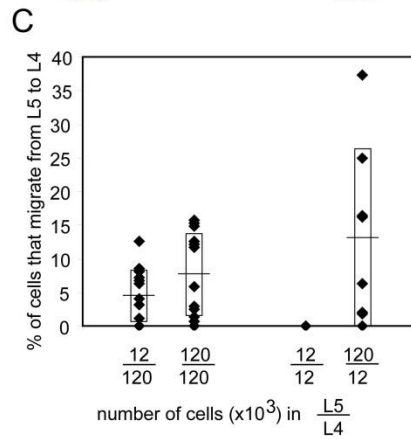 C
% of cells that migrate from L5 to L4
40
35
30
25
20
15
10
5
0
12/120 120/120 12/12 120/12
number of cells (x10³) in L5/L4